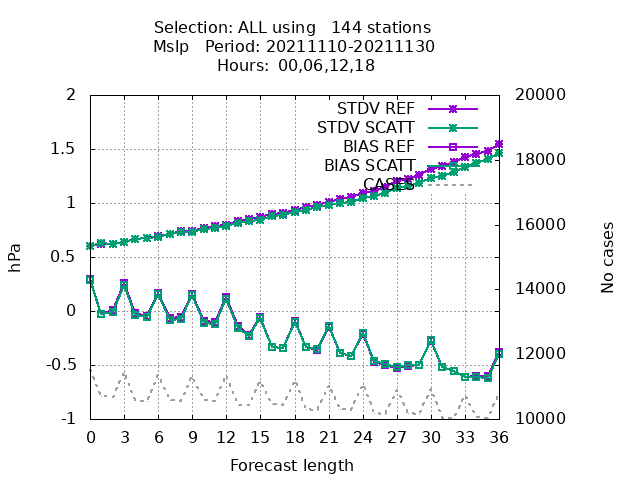 Selection: ALL using 144 stations
Mslp Period: 20211110-20211130
Hours: 00,06,12,18
2
1.5
1
0.5
0
-0.5
-1
hPa
20000
18000
16000
14000
12000
10000
No cases
STDV REF
STDV SCATT
BIAS REF
BIAS SCATT
CASES
0 3 6 9 12 15 18 21 24 27 30 33 36
Forecast length